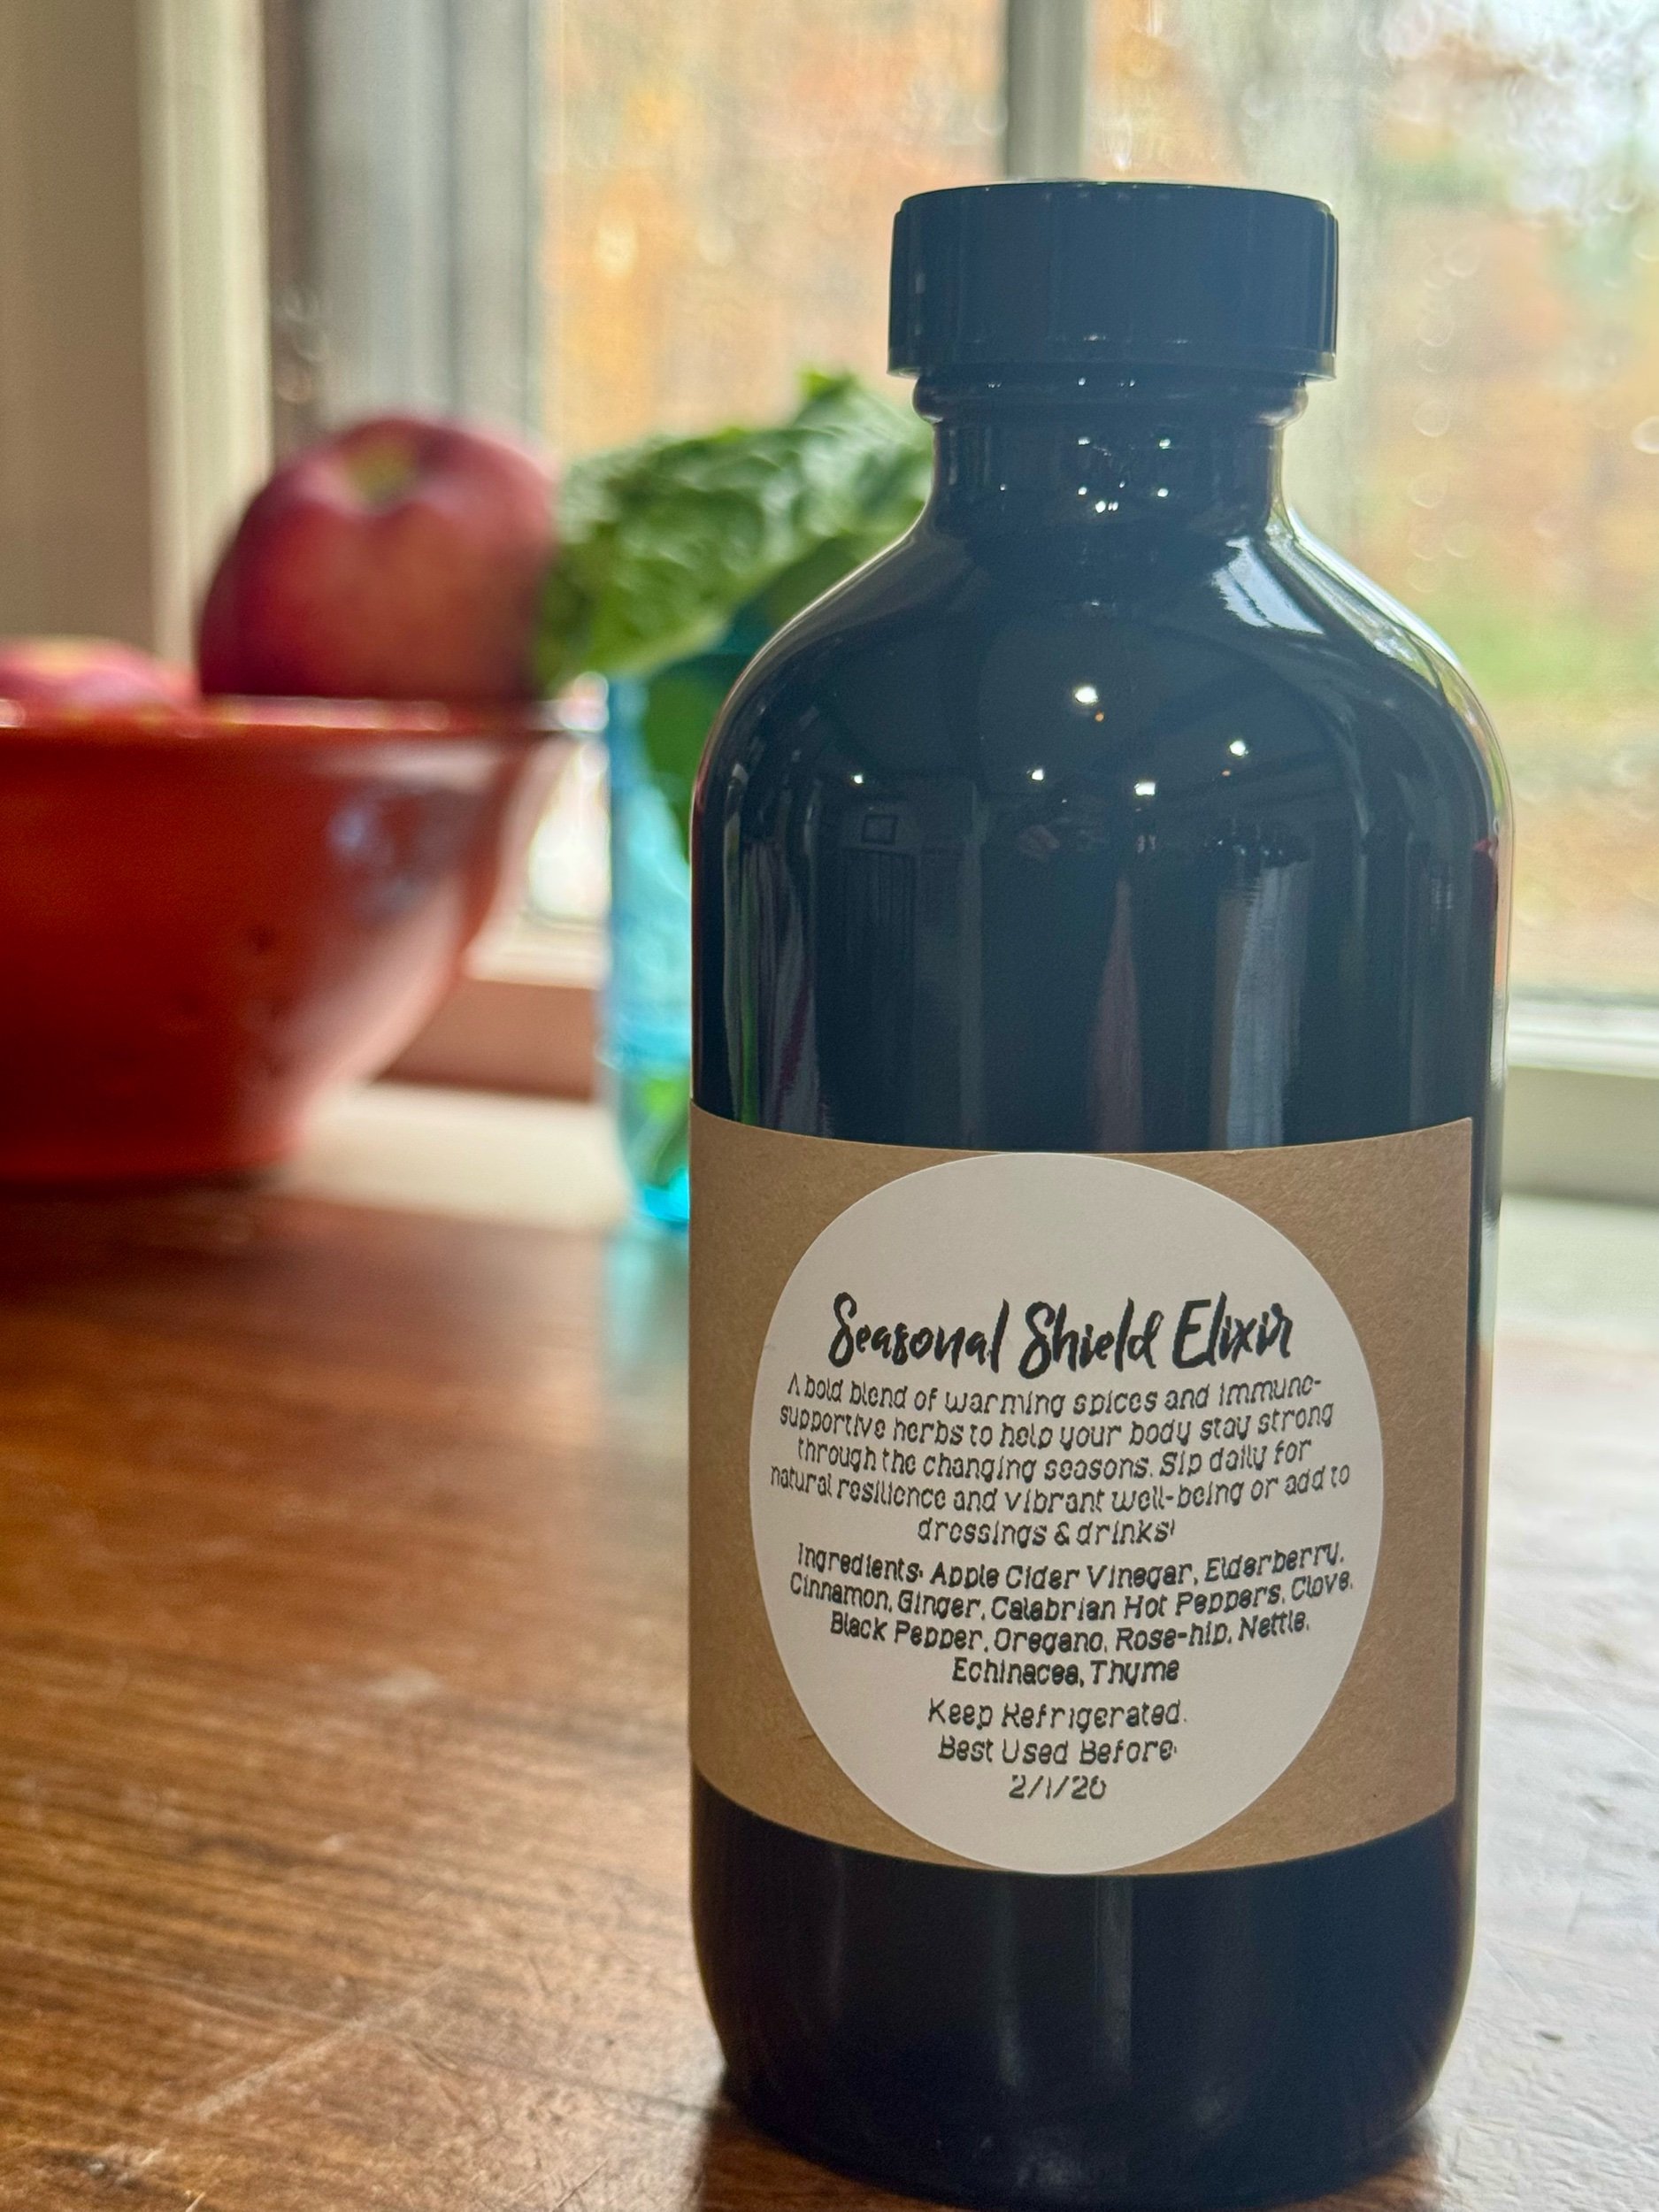 Seasonal Shield Elixir
A bold blend of warming spices and immune-
supportive herbs to help your body stay strong
through the changing seasons. Sip daily for
natural resilience and vibrant well-being or add to
dressings & drinks!
Ingredients: Apple Cider Vinegar, Elderberry,
Cinnamon, Ginger, Calabrian Hot Peppers, Clove,
Black Pepper, Oregano, Rose-hip, Nettle,
Echinacea, Thyme
Keep Refrigerated.
Best Used Before:
2/1/26